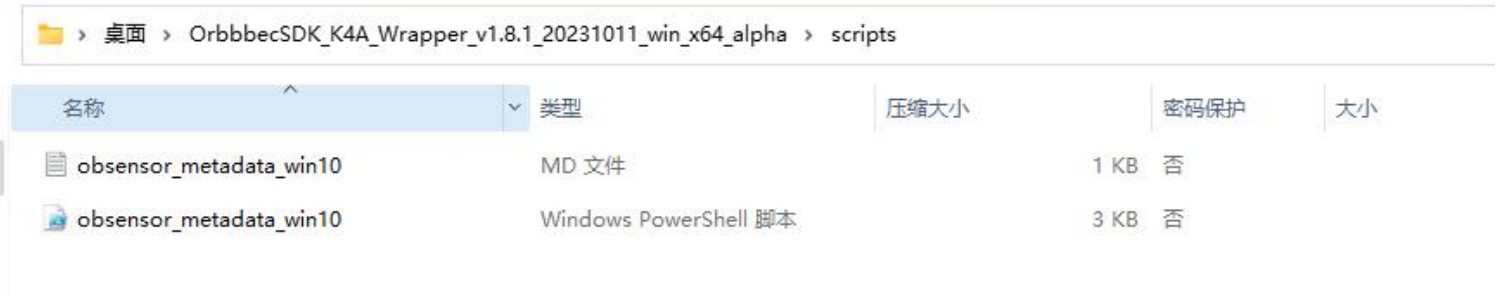 桌面 › OrbbbecSDK_K4A_Wrapper_v1.8.1_20231011_win_x64_alpha › scripts
名称 类型 压缩大小 密码保护 大小
obsensor_metadata_win10 MD 文件 1 KB 否
obsensor_metadata_win10 Windows PowerShell 脚本 3 KB 否